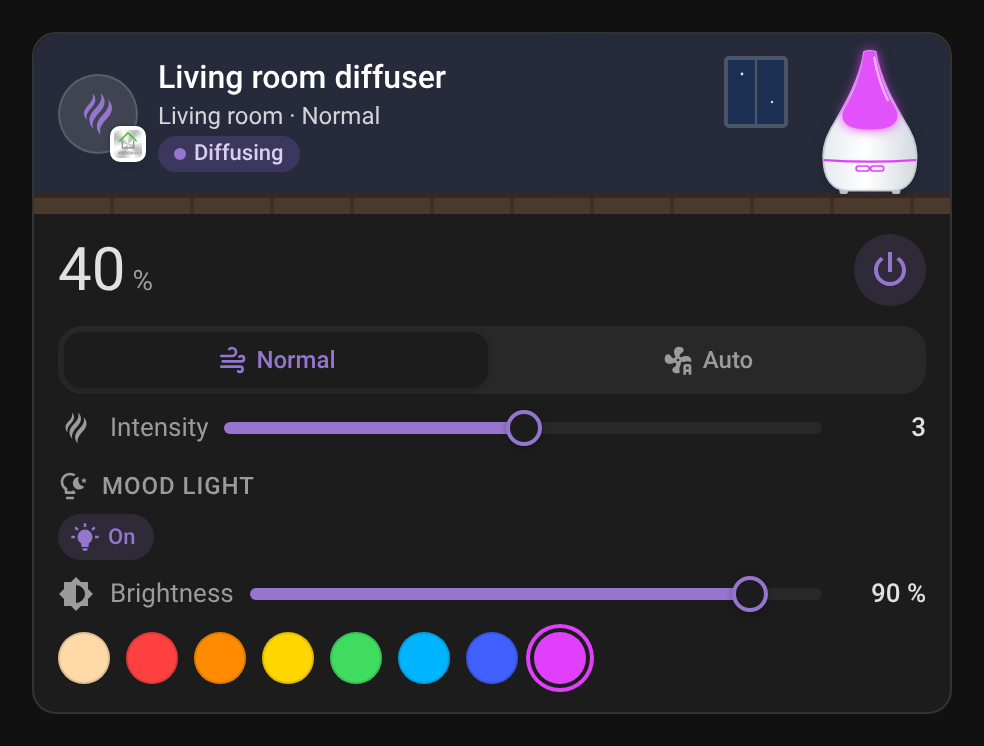 Living room diffuser
Living room · Normal
Diffusing
40 %
Normal
Auto
Intensity
3
MOOD LIGHT
On
Brightness
90 %